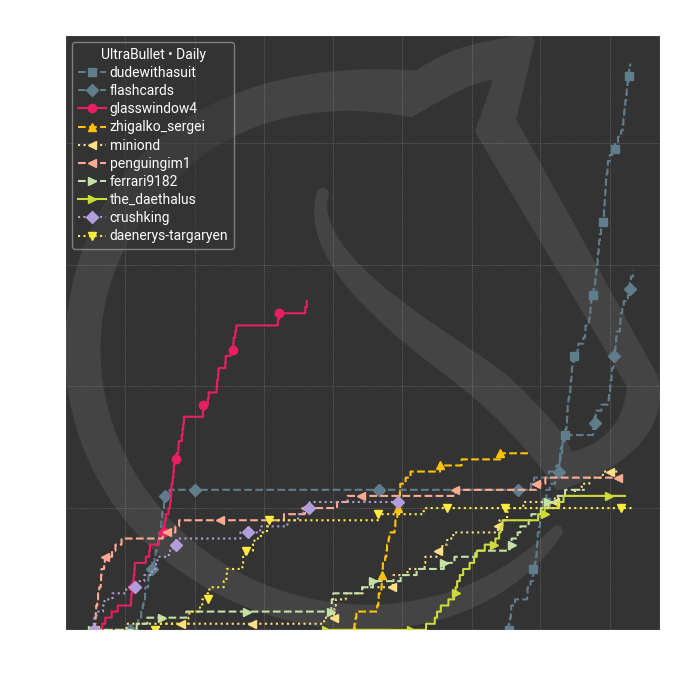 UltraBullet • Daily
dudewithasuit
flashcards
glasswindow4
zhigalko_sergei
miniond
penguingim1
ferrari9182
the_daethalus
crushking
daenerys-targaryen